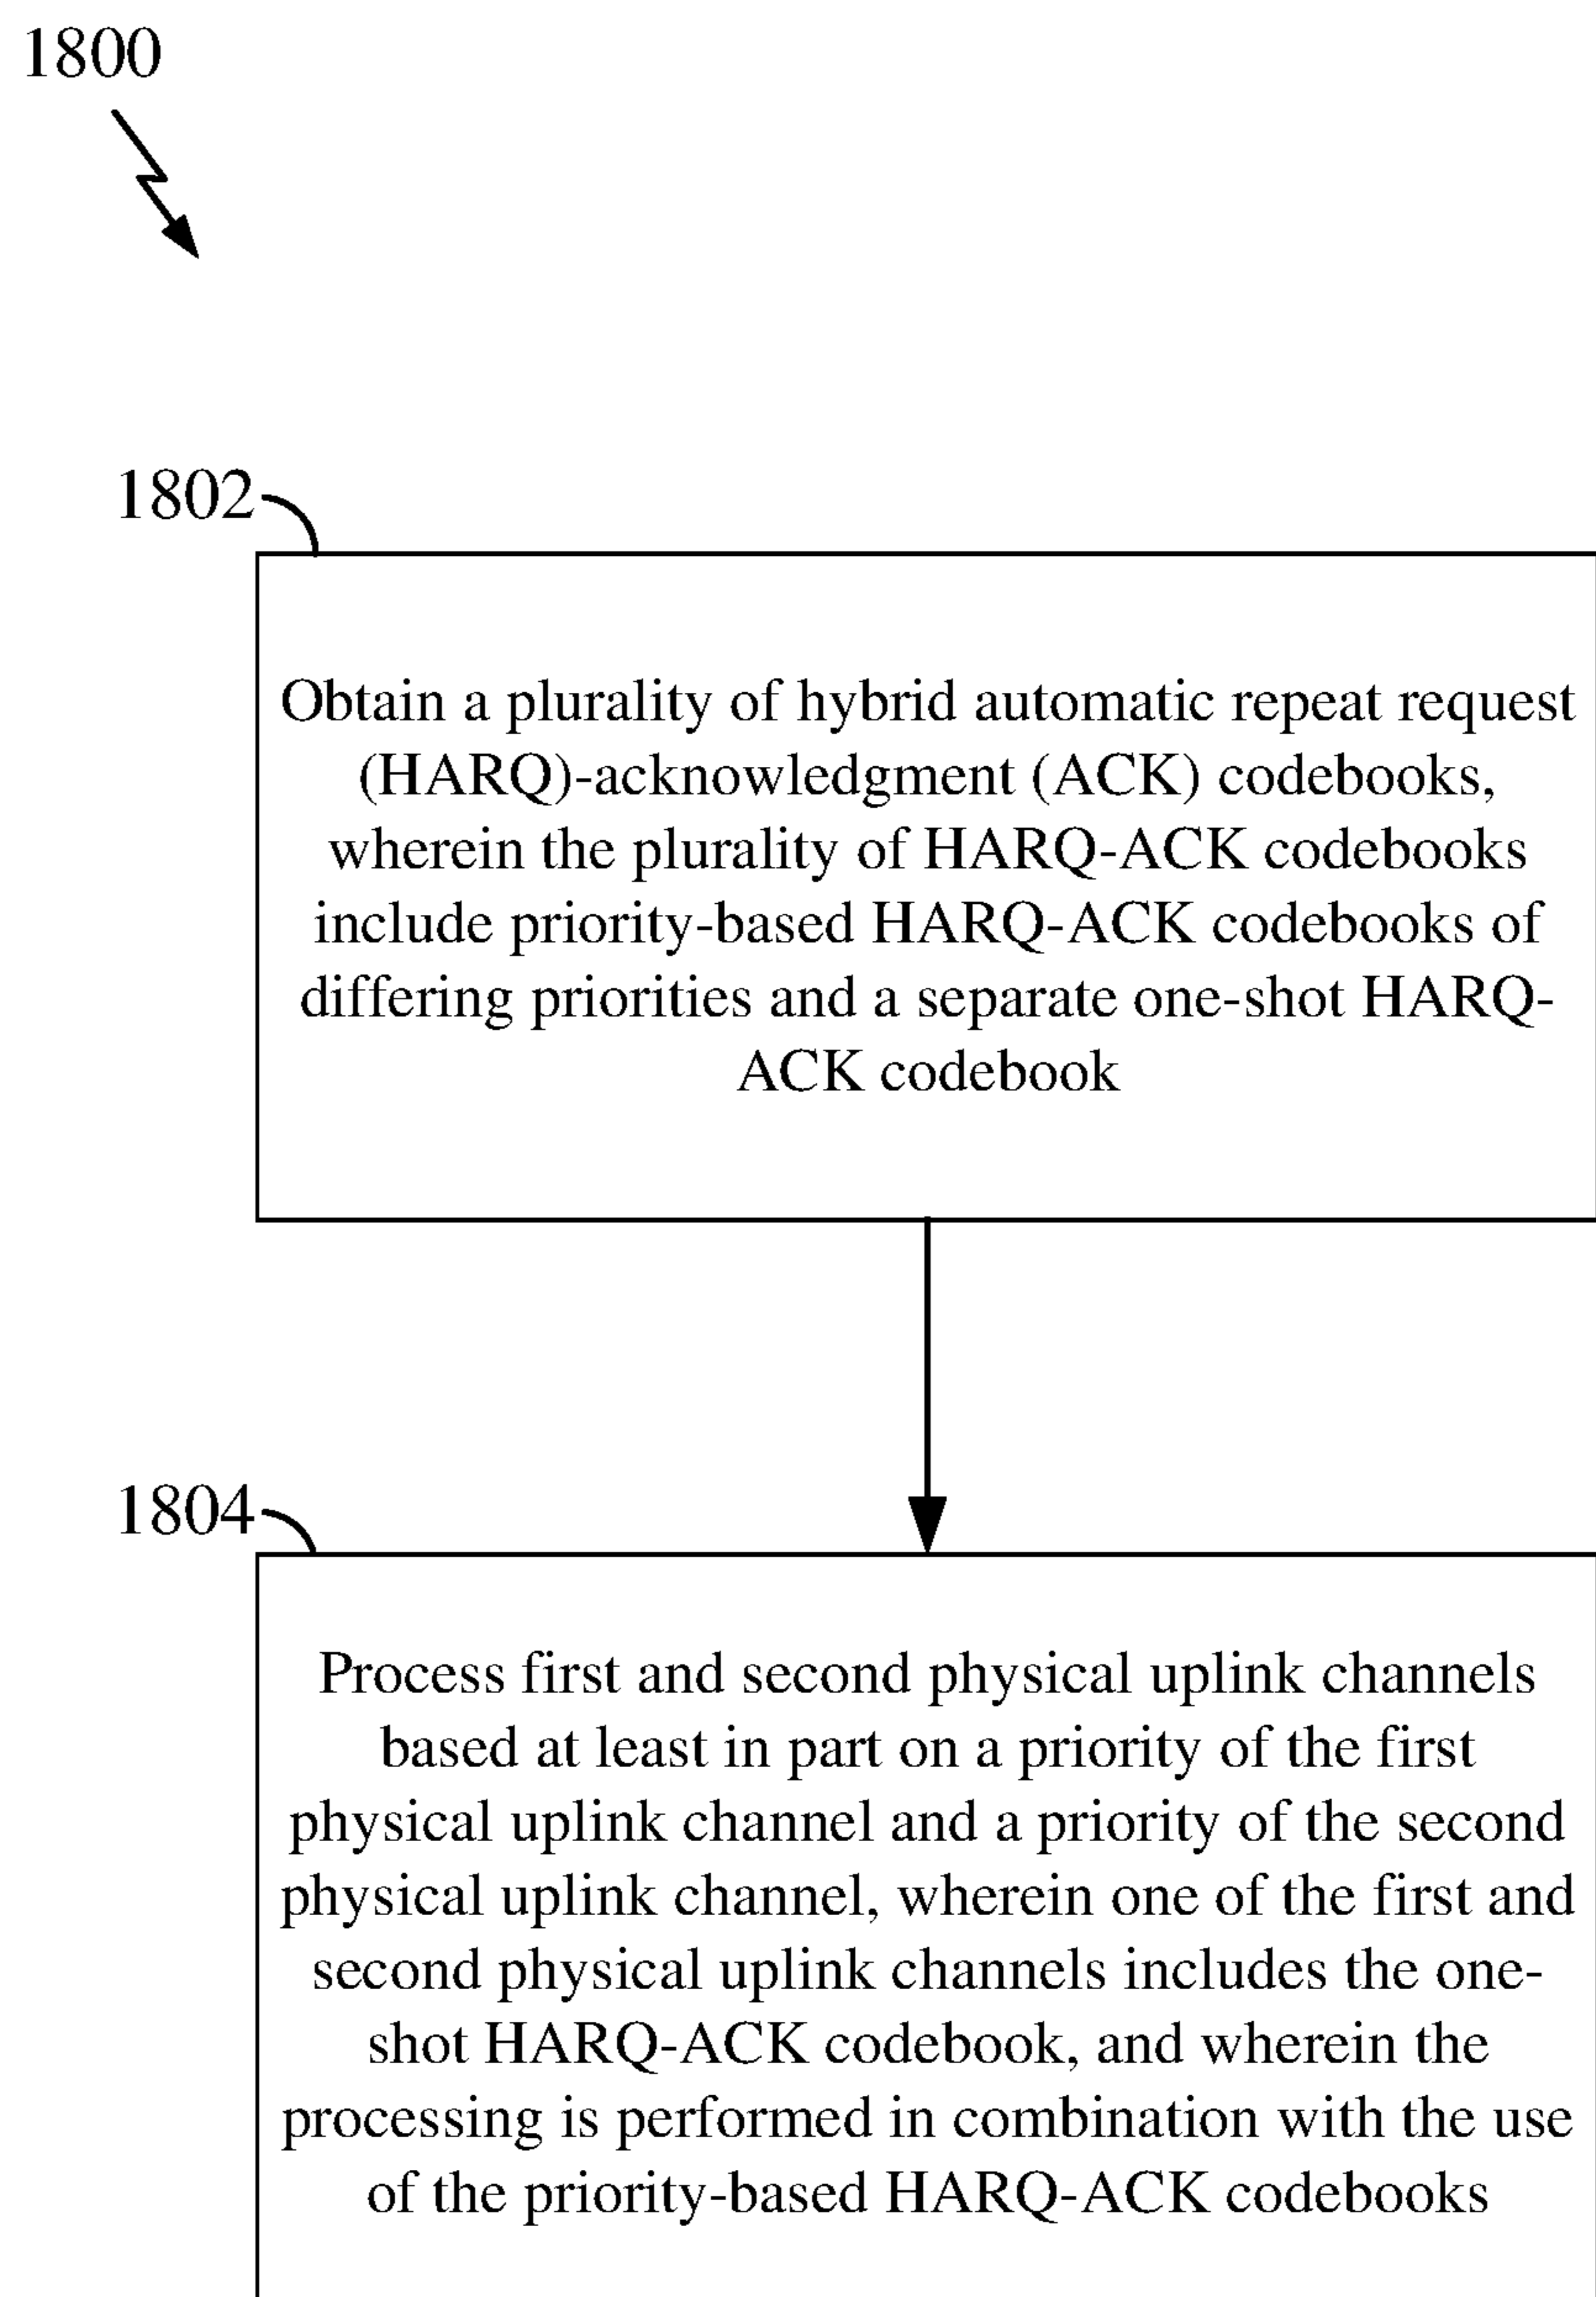 1800
1802
Obtain a plurality of hybrid automatic repeat request
(HARQ)-acknowledgment (ACK) codebooks,
wherein the plurality of HARQ-ACK codebooks
include priority-based HARQ-ACK codebooks of
differing priorities and a separate one-shot HARQ-
ACK codebook
1804
Process first and second physical uplink channels
based at least in part on a priority of the first
physical uplink channel and a priority of the second
physical uplink channel, wherein one of the first and
second physical uplink channels includes the one-
shot HARQ-ACK codebook, and wherein the
processing is performed in combination with the use
of the priority-based HARQ-ACK codebooks